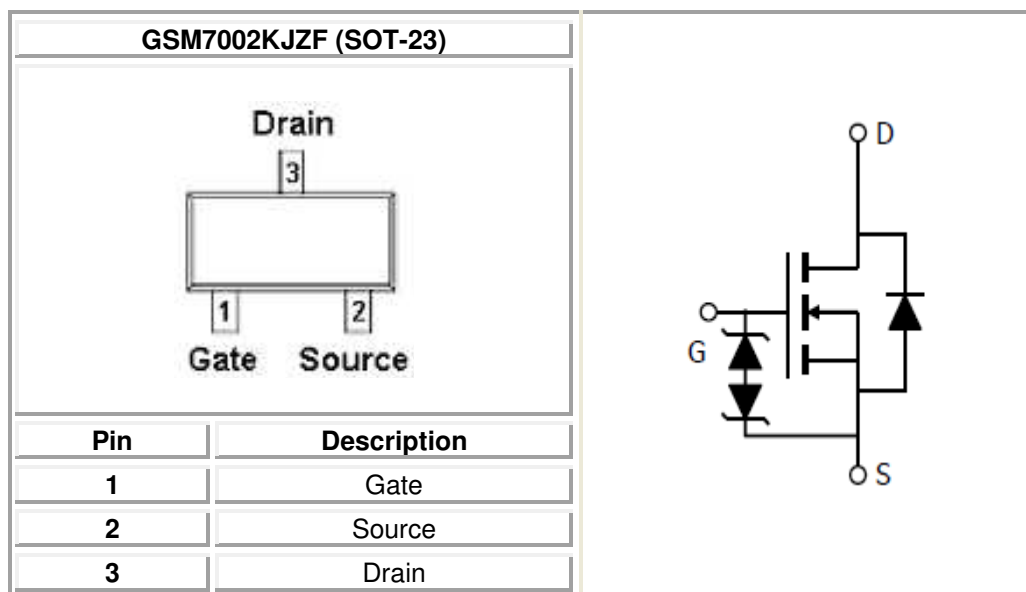 GSM7002KJZF (SOT-23)
Drain
3
1
2
Gate Source
Pin Description
1 Gate
2 Source
3 Drain
D
G
S